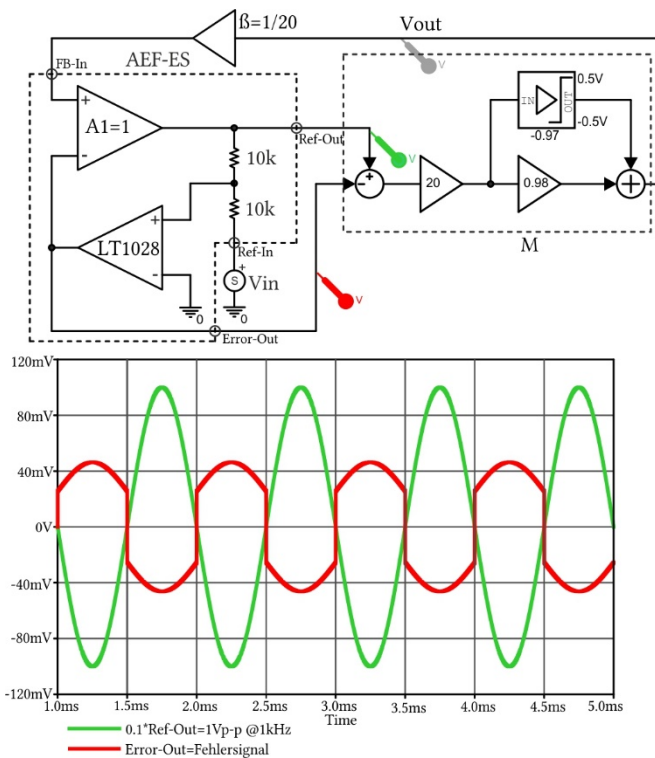 ß=1/20
Vout
V
AEF-ES
FB-In
+
A1=1
-
Ref-Out
10k
10k
+
LT1028
-
Ref-In
+
S
Vin
0
0
Error-Out
V
V
+
-
20
IN
OUT
0.5V
-0.5V
-0.97
0.98
+
M
120mV
80mV
40mV
0V
-40mV
-80mV
-120mV
1.0ms 1.5ms 2.0ms 2.5ms 3.0ms 3.5ms 4.0ms 4.5ms 5.0ms
Time
0.1*Ref-Out=1Vp-p @1kHz
Error-Out=Fehlersignal